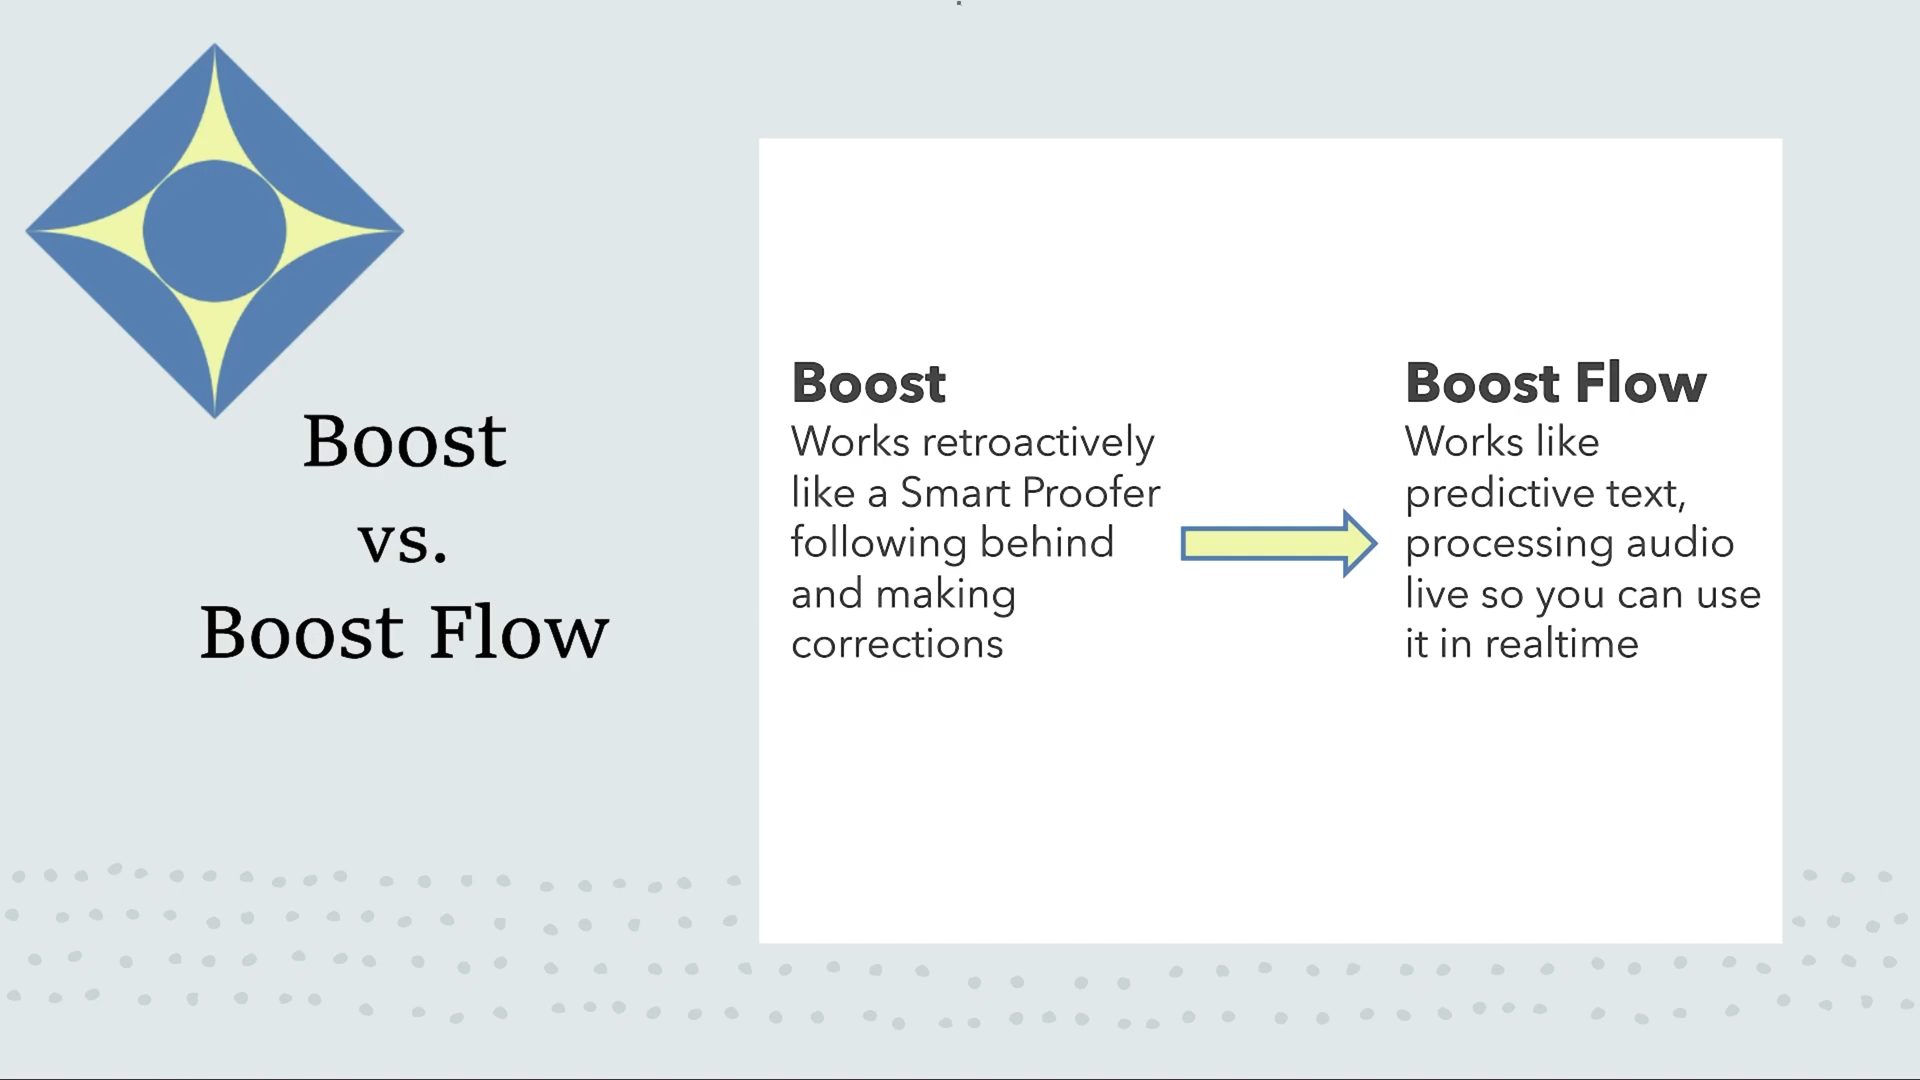 Boost
vs.
Boost Flow
Boost
Works retroactively
like a Smart Proofer
following behind
and making
corrections
Boost Flow
Works like
predictive text,
processing audio
live so you can use
it in realtime